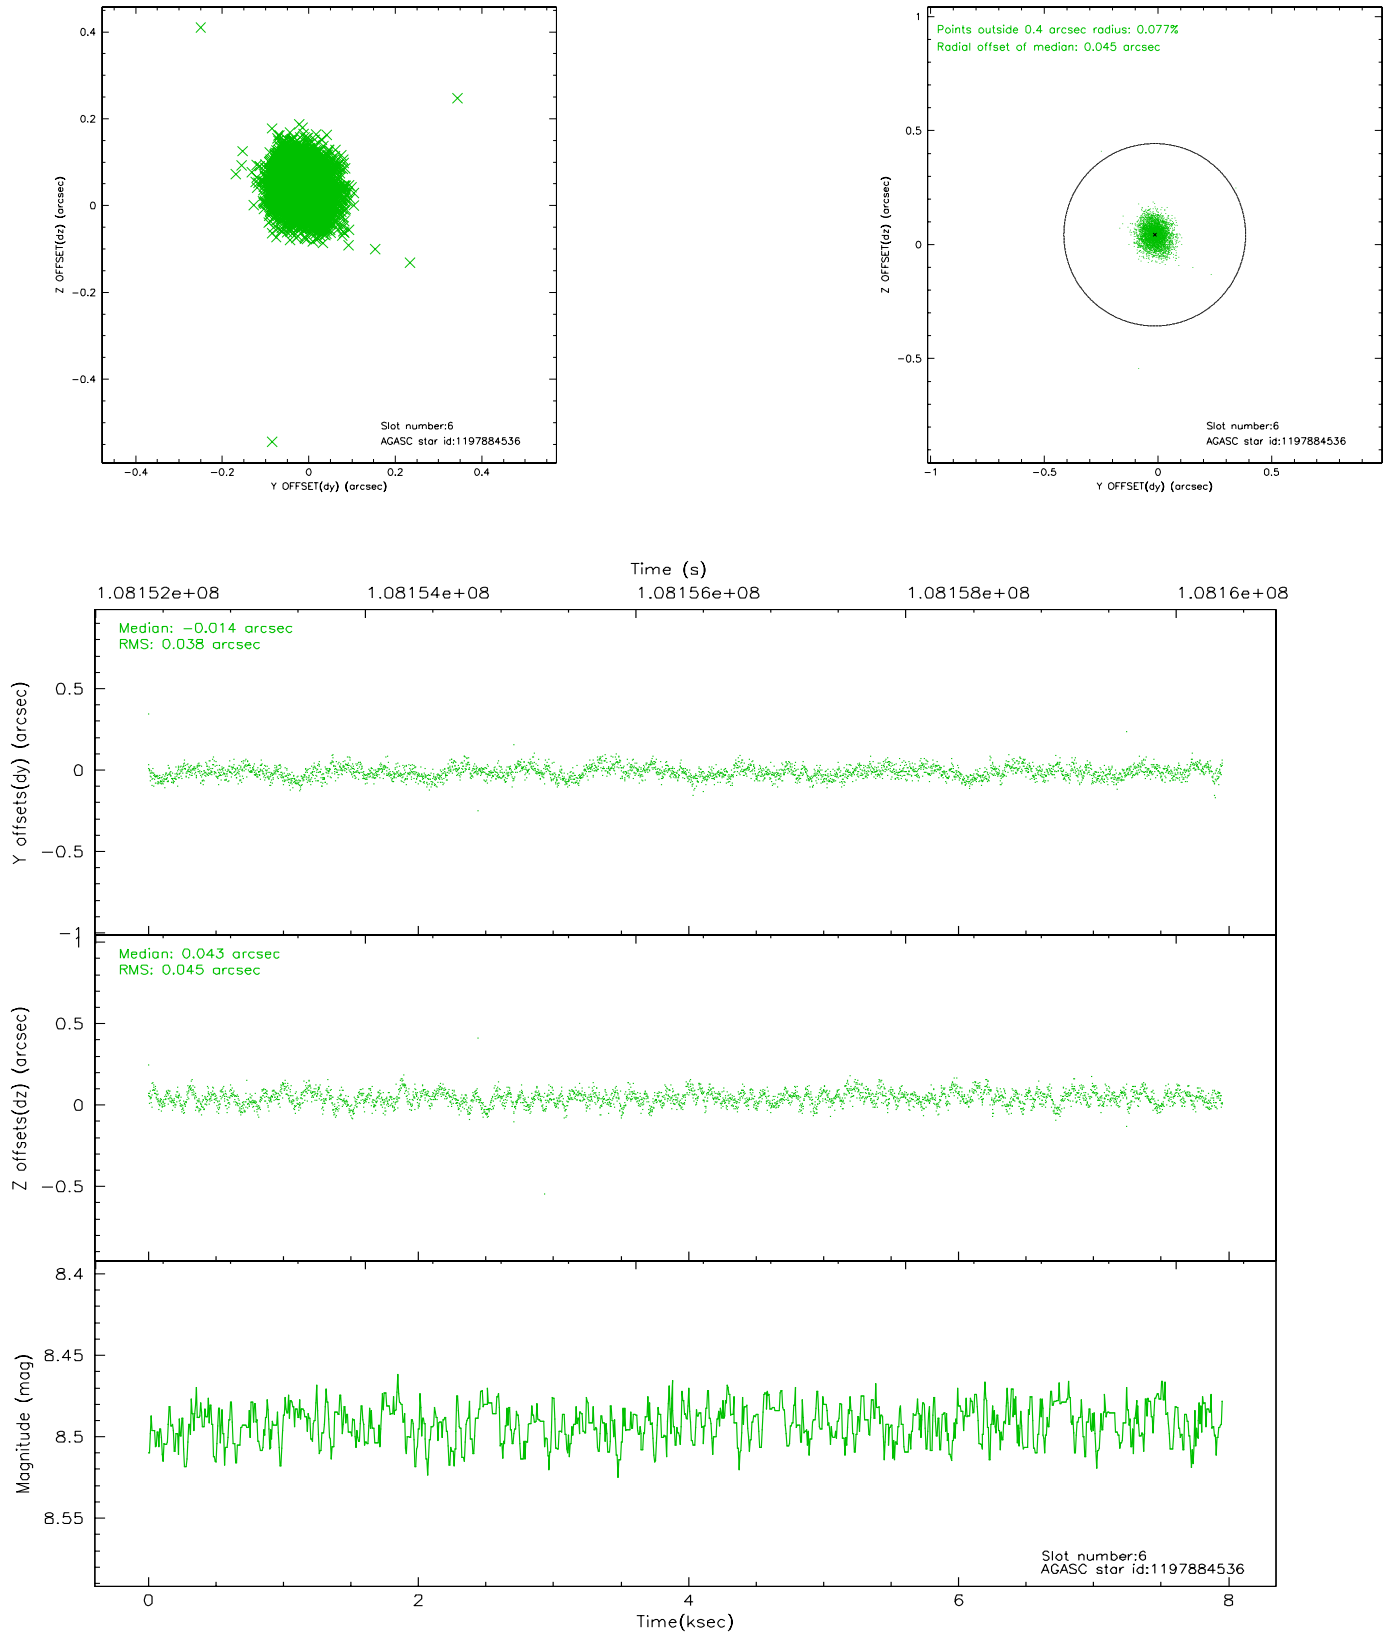 0.4
0.2
0
−0.2
−0.4
Z OFFSET(dz) (arcsec)
Slot number:6
AGASC star id:1197884536
−0.4 −0.2 0 0.2 0.4
Y OFFSET(dy) (arcsec)
Points outside 0.4 arcsec radius: 0.077%
Radial offset of median: 0.045 arcsec
1
0.5
0
−0.5
Z OFFSET(dz) (arcsec)
Slot number:6
AGASC star id:1197884536
−1 −0.5 0 0.5
Y OFFSET(dy) (arcsec)
Time (s)
1.08152e+08 1.08154e+08 1.08156e+08 1.08158e+08 1.0816e+08
Median: −0.014 arcsec
RMS: 0.038 arcsec
0.5
0
−0.5
−1
Y offsets(dy) (arcsec)
Median: 0.043 arcsec
RMS: 0.045 arcsec
1
0.5
0
−0.5
Z offsets(dz) (arcsec)
8.4
8.45
8.5
8.55
Magnitude (mag)
Slot number:6
AGASC star id:1197884536
0 2 4 6 8
Time(ksec)